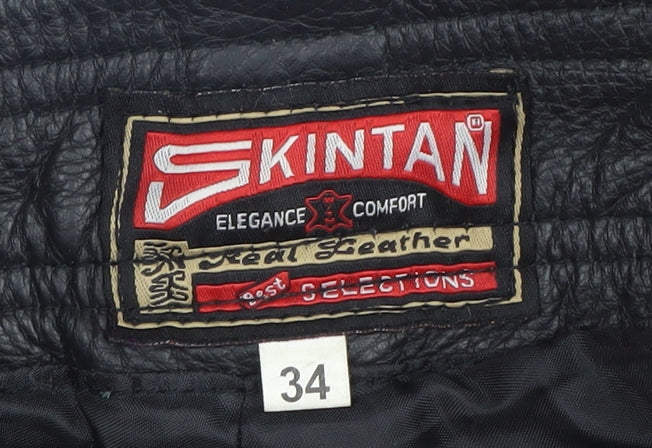 SKINTAN
ELEGANCE COMFORT
Real Leather
Best SELECTIONS
34